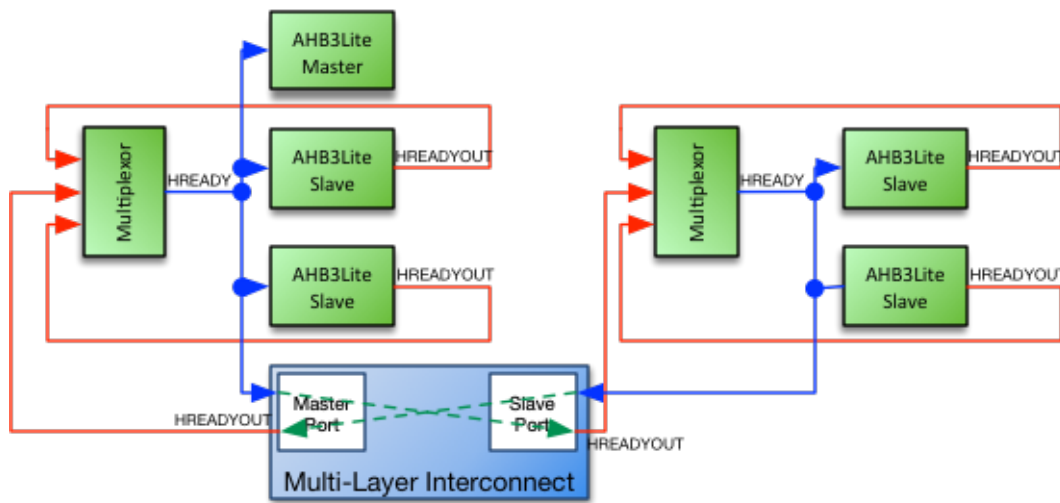 AHB3Lite
Master
Multiplexor
HREADY
AHB3Lite
Slave
HREADYOUT
AHB3Lite
Slave
HREADYOUT
Multiplexor
HREADY
AHB3Lite
Slave
HREADYOUT
AHB3Lite
Slave
HREADYOUT
HREADYOUT
Master
Port
Slave
Port
HREADYOUT
Multi-Layer Interconnect